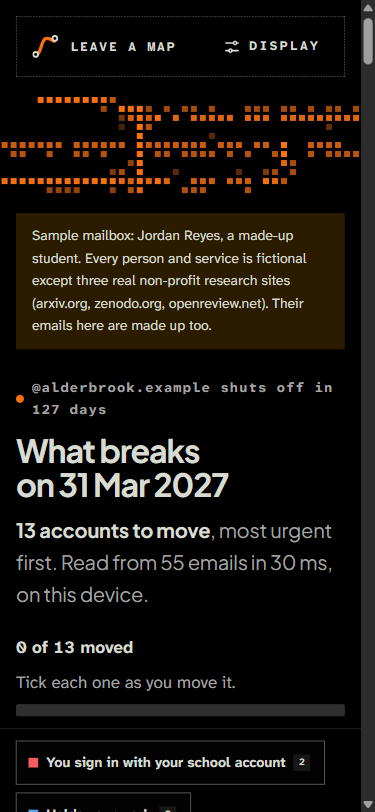 LEAVE A MAP
DISPLAY
Sample mailbox: Jordan Reyes, a made-up
student. Every person and service is fictional
except three real non-profit research sites
(arxiv.org, zenodo.org, openreview.net). Their
emails here are made up too.
@alderbrook.example shuts off in
127 days
What breaks
on 31 Mar 2027
13 accounts to move, most urgent
first. Read from 55 emails in 30 ms,
on this device.
0 of 13 moved
Tick each one as you move it.
You sign in with your school account 2